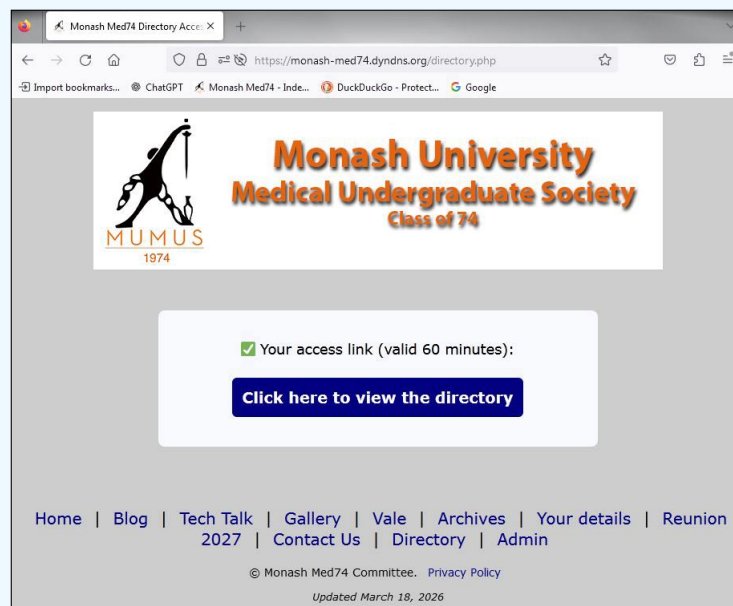 Monash Med74 Directory Acces
https://monash-med74.dyndns.org/directory.php
Import bookmarks... ChatGPT Monash Med74 - Inde... DuckDuckGo - Protect... Google
Monash University
Medical Undergraduate Society
Class of 74
MUMUS
1974
Your access link (valid 60 minutes):
Click here to view the directory
Home | Blog | Tech Talk | Gallery | Vale | Archives | Your details | Reunion
2027 | Contact Us | Directory | Admin
© Monash Med74 Committee. Privacy Policy
Updated March 18, 2026